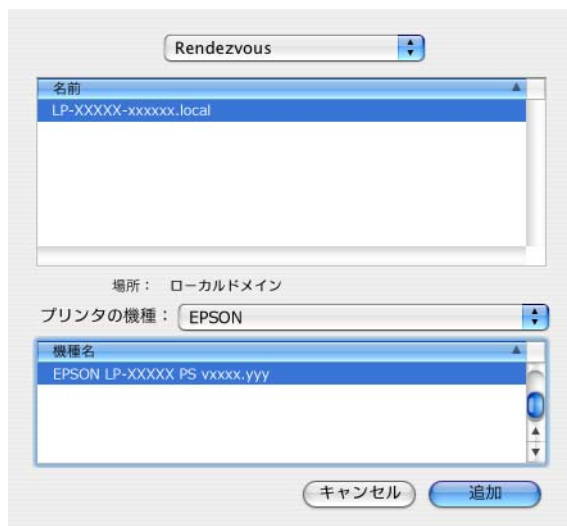 Rendezvous
名前
LP-XXXXX-xxxxxx.local
場所： ローカルドメイン
プリンタの機種： EPSON
機種名
EPSON LP-XXXXX PS vxxxx.yyy
キャンセル 追加